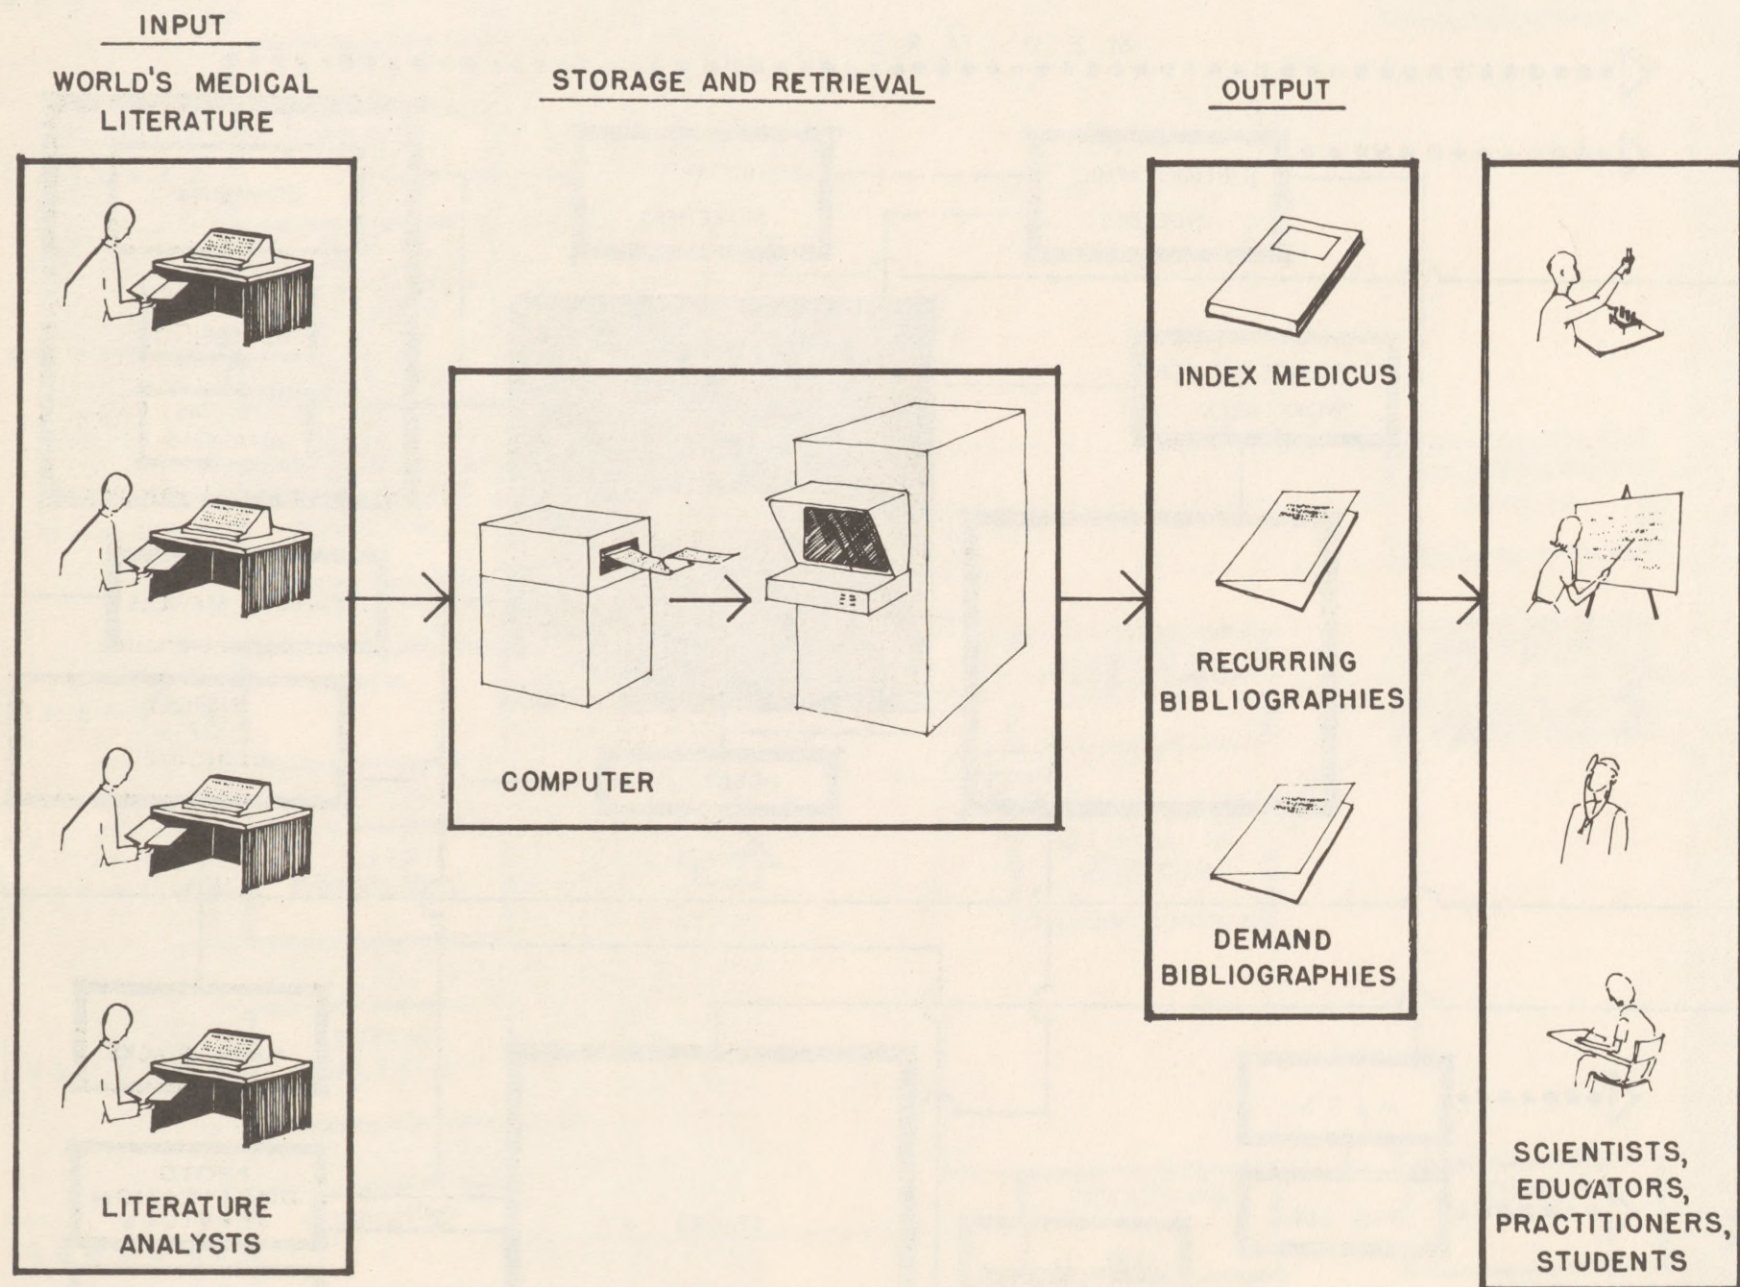 INPUT
WORLD'S MEDICAL
LITERATURE
LITERATURE
ANALYSTS
STORAGE AND RETRIEVAL
COMPUTER
OUTPUT
INDEX MEDICUS
RECURRING
BIBLIOGRAPHIES
DEMAND
BIBLIOGRAPHIES
SCIENTISTS,
EDUCATORS,
PRACTITIONERS,
STUDENTS